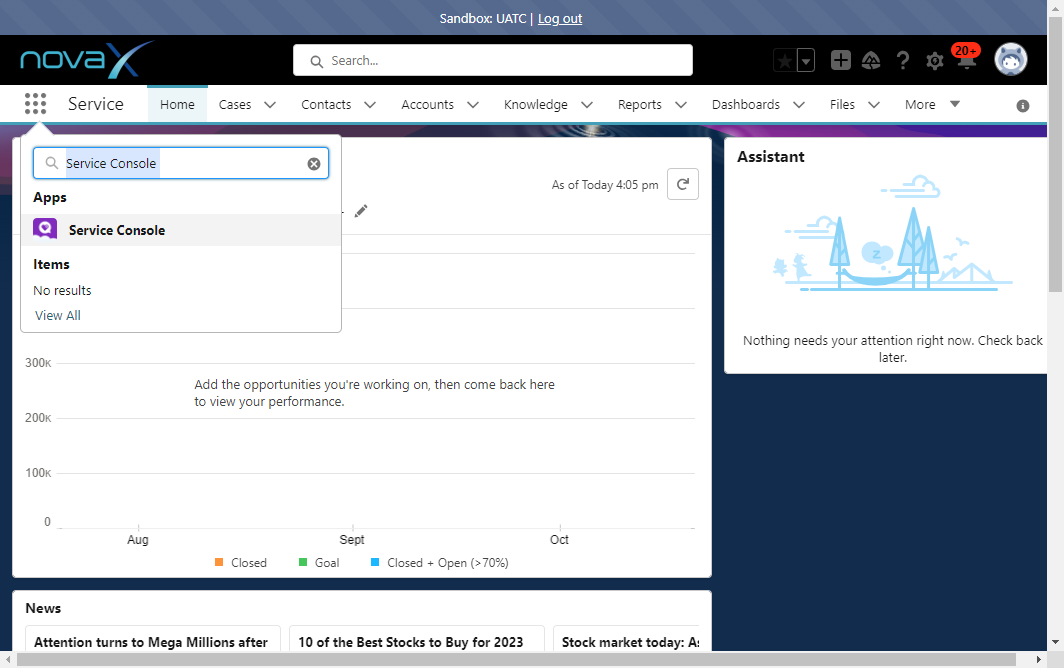 Sandbox: UATC | Log out
novaX
Search...
20+
Service
Home
Cases
Contacts
Accounts
Knowledge
Reports
Dashboards
Files
More
Service Console
Apps
Service Console
Items
No results
View All
As of Today 4:05 pm
300K
200K
100K
0
Add the opportunities you're working on, then come back here
to view your performance.
Aug
Sept
Oct
Closed
Goal
Closed + Open (>70%)
Assistant
z
Nothing needs your attention right now. Check back
later.
News
Attention turns to Mega Millions after
10 of the Best Stocks to Buy for 2023
Stock market today: As